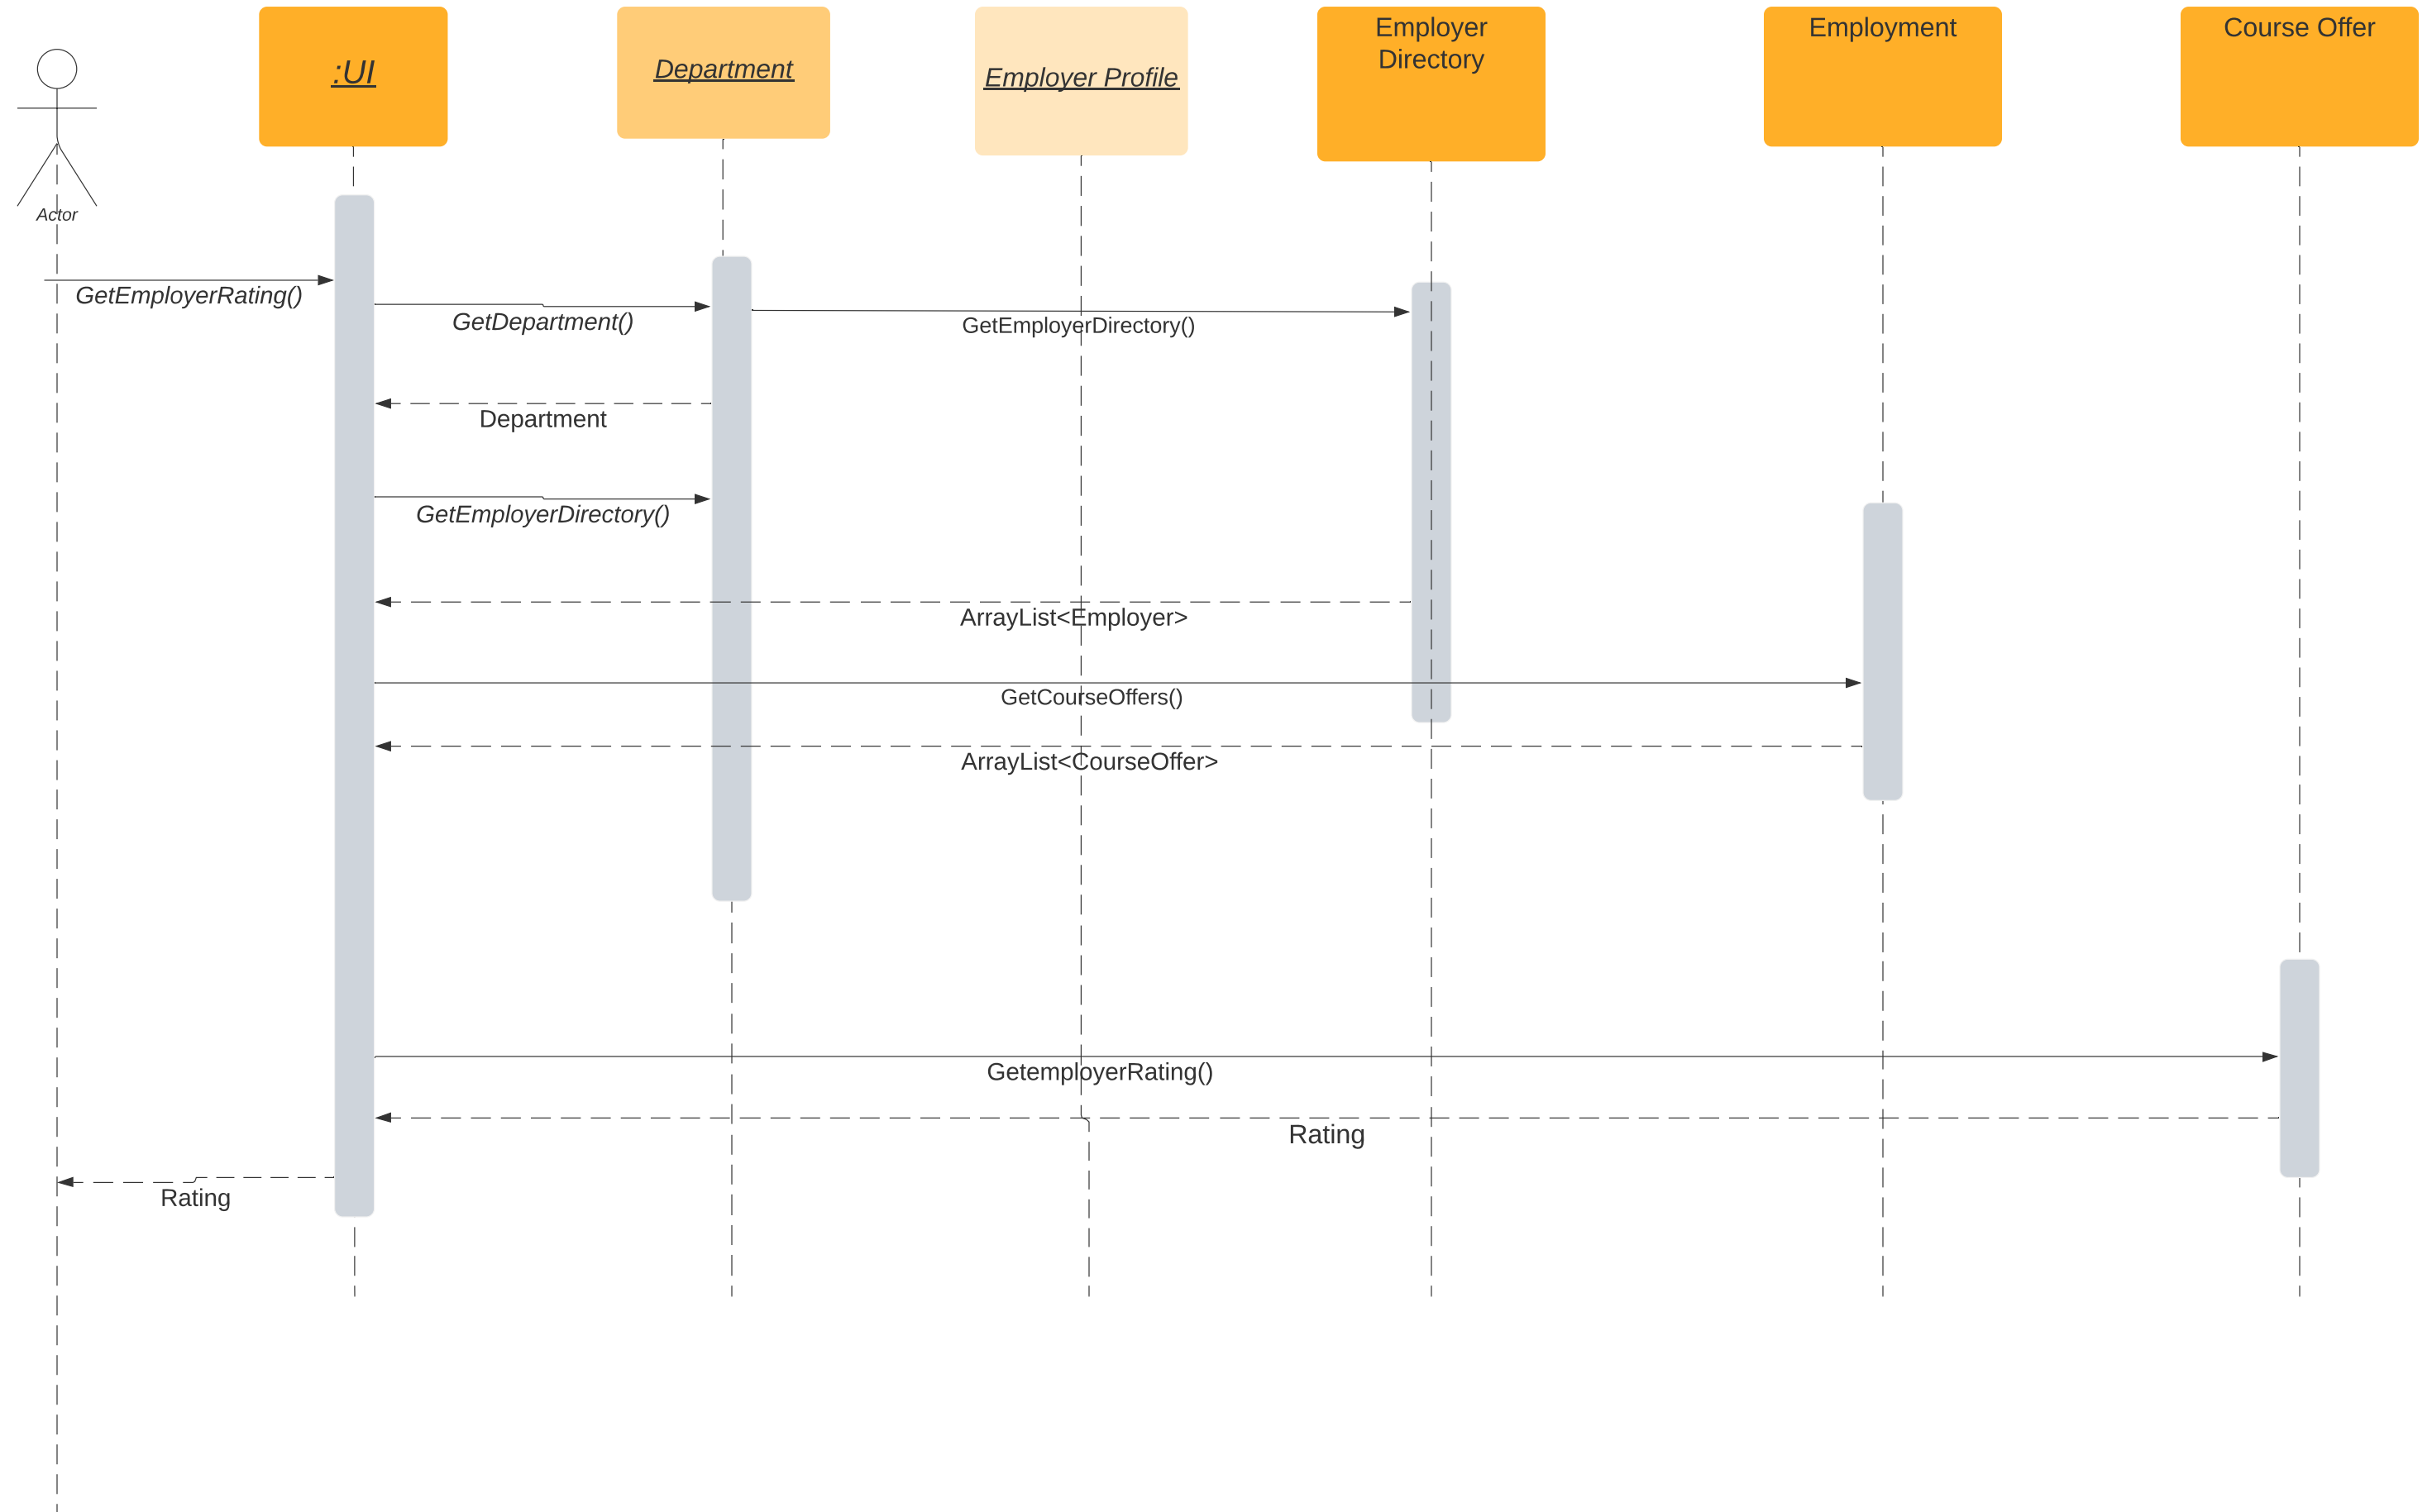 :UI
Department
Employer Profile
Employer
Directory
Employment
Course Offer
Actor
GetEmployerRating()
GetDepartment()
GetEmployerDirectory()
Department
GetEmployerDirectory()
ArrayList<Employer>
GetCourseOffers()
ArrayList<CourseOffer>
GetemployerRating()
Rating
Rating